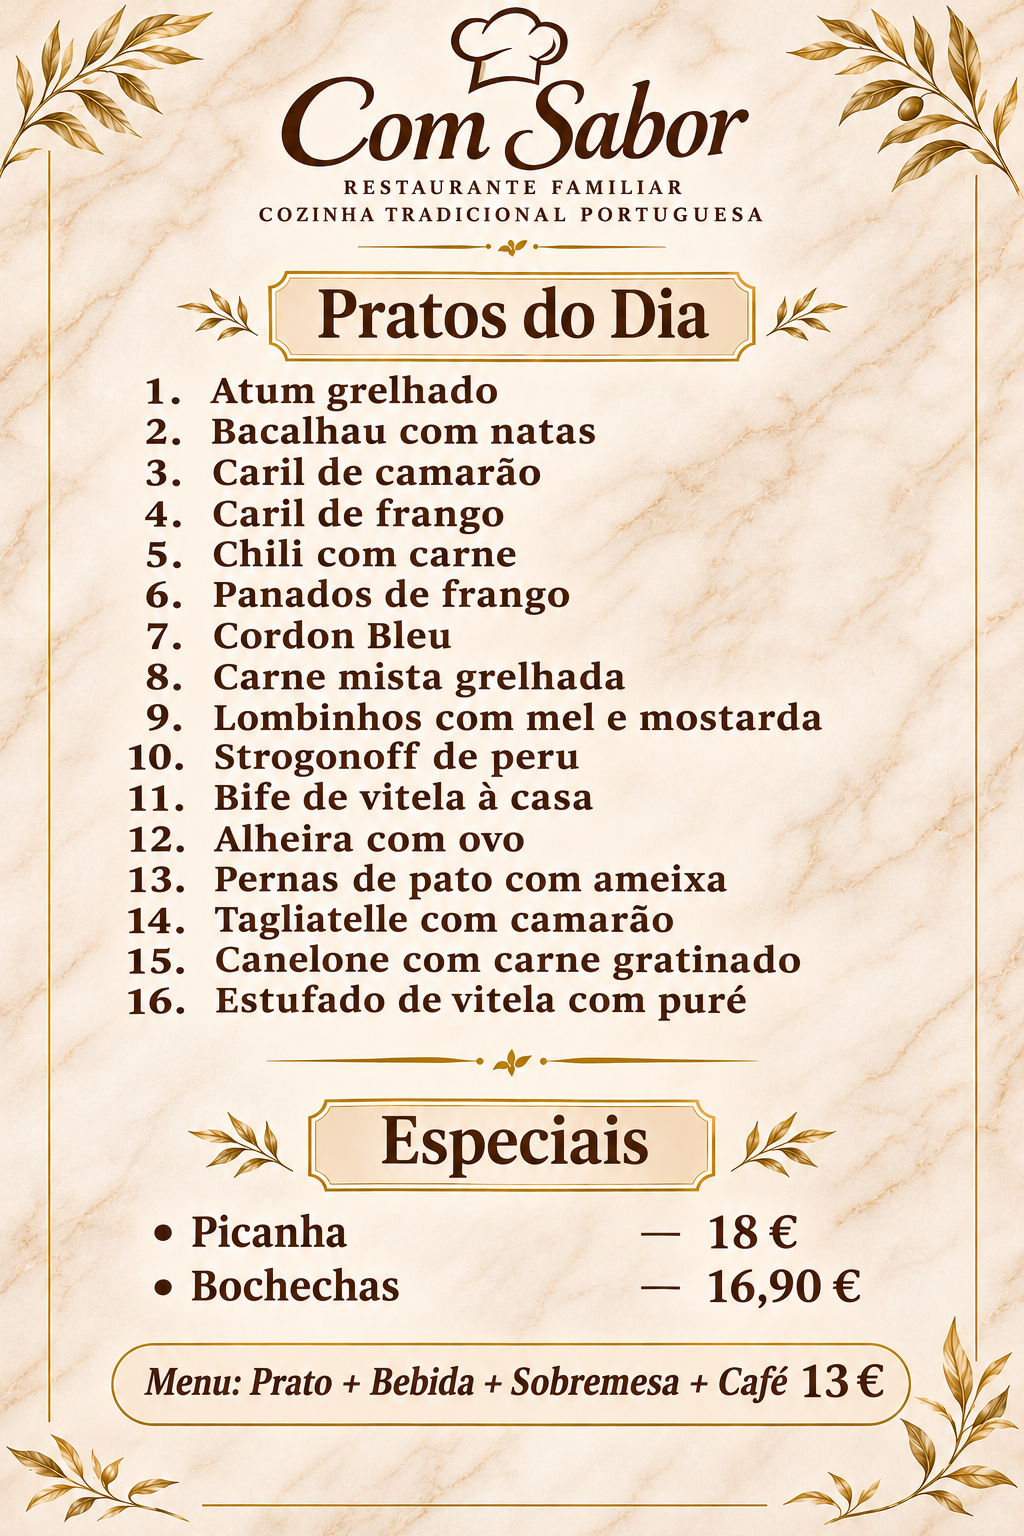 Com Sabor
RESTAURANTE FAMILIAR
COZINHA TRADICIONAL PORTUGUESA
Pratos do Dia
1. Atum grelhado
2. Bacalhau com natas
3. Caril de camarão
4. Caril de frango
5. Chili com carne
6. Panados de frango
7. Cordon Bleu
8. Carne mista grelhada
9. Lombinhos com mel e mostarda
10. Strogonoff de peru
11. Bife de vitela à casa
12. Alheira com ovo
13. Pernas de pato com ameixa
14. Tagliatelle com camarão
15. Canelone com carne gratinado
16. Estufado de vitela com puré
Especiais
• Picanha — 18 €
• Bochechas — 16,90 €
Menu: Prato + Bebida + Sobremesa + Café 13 €